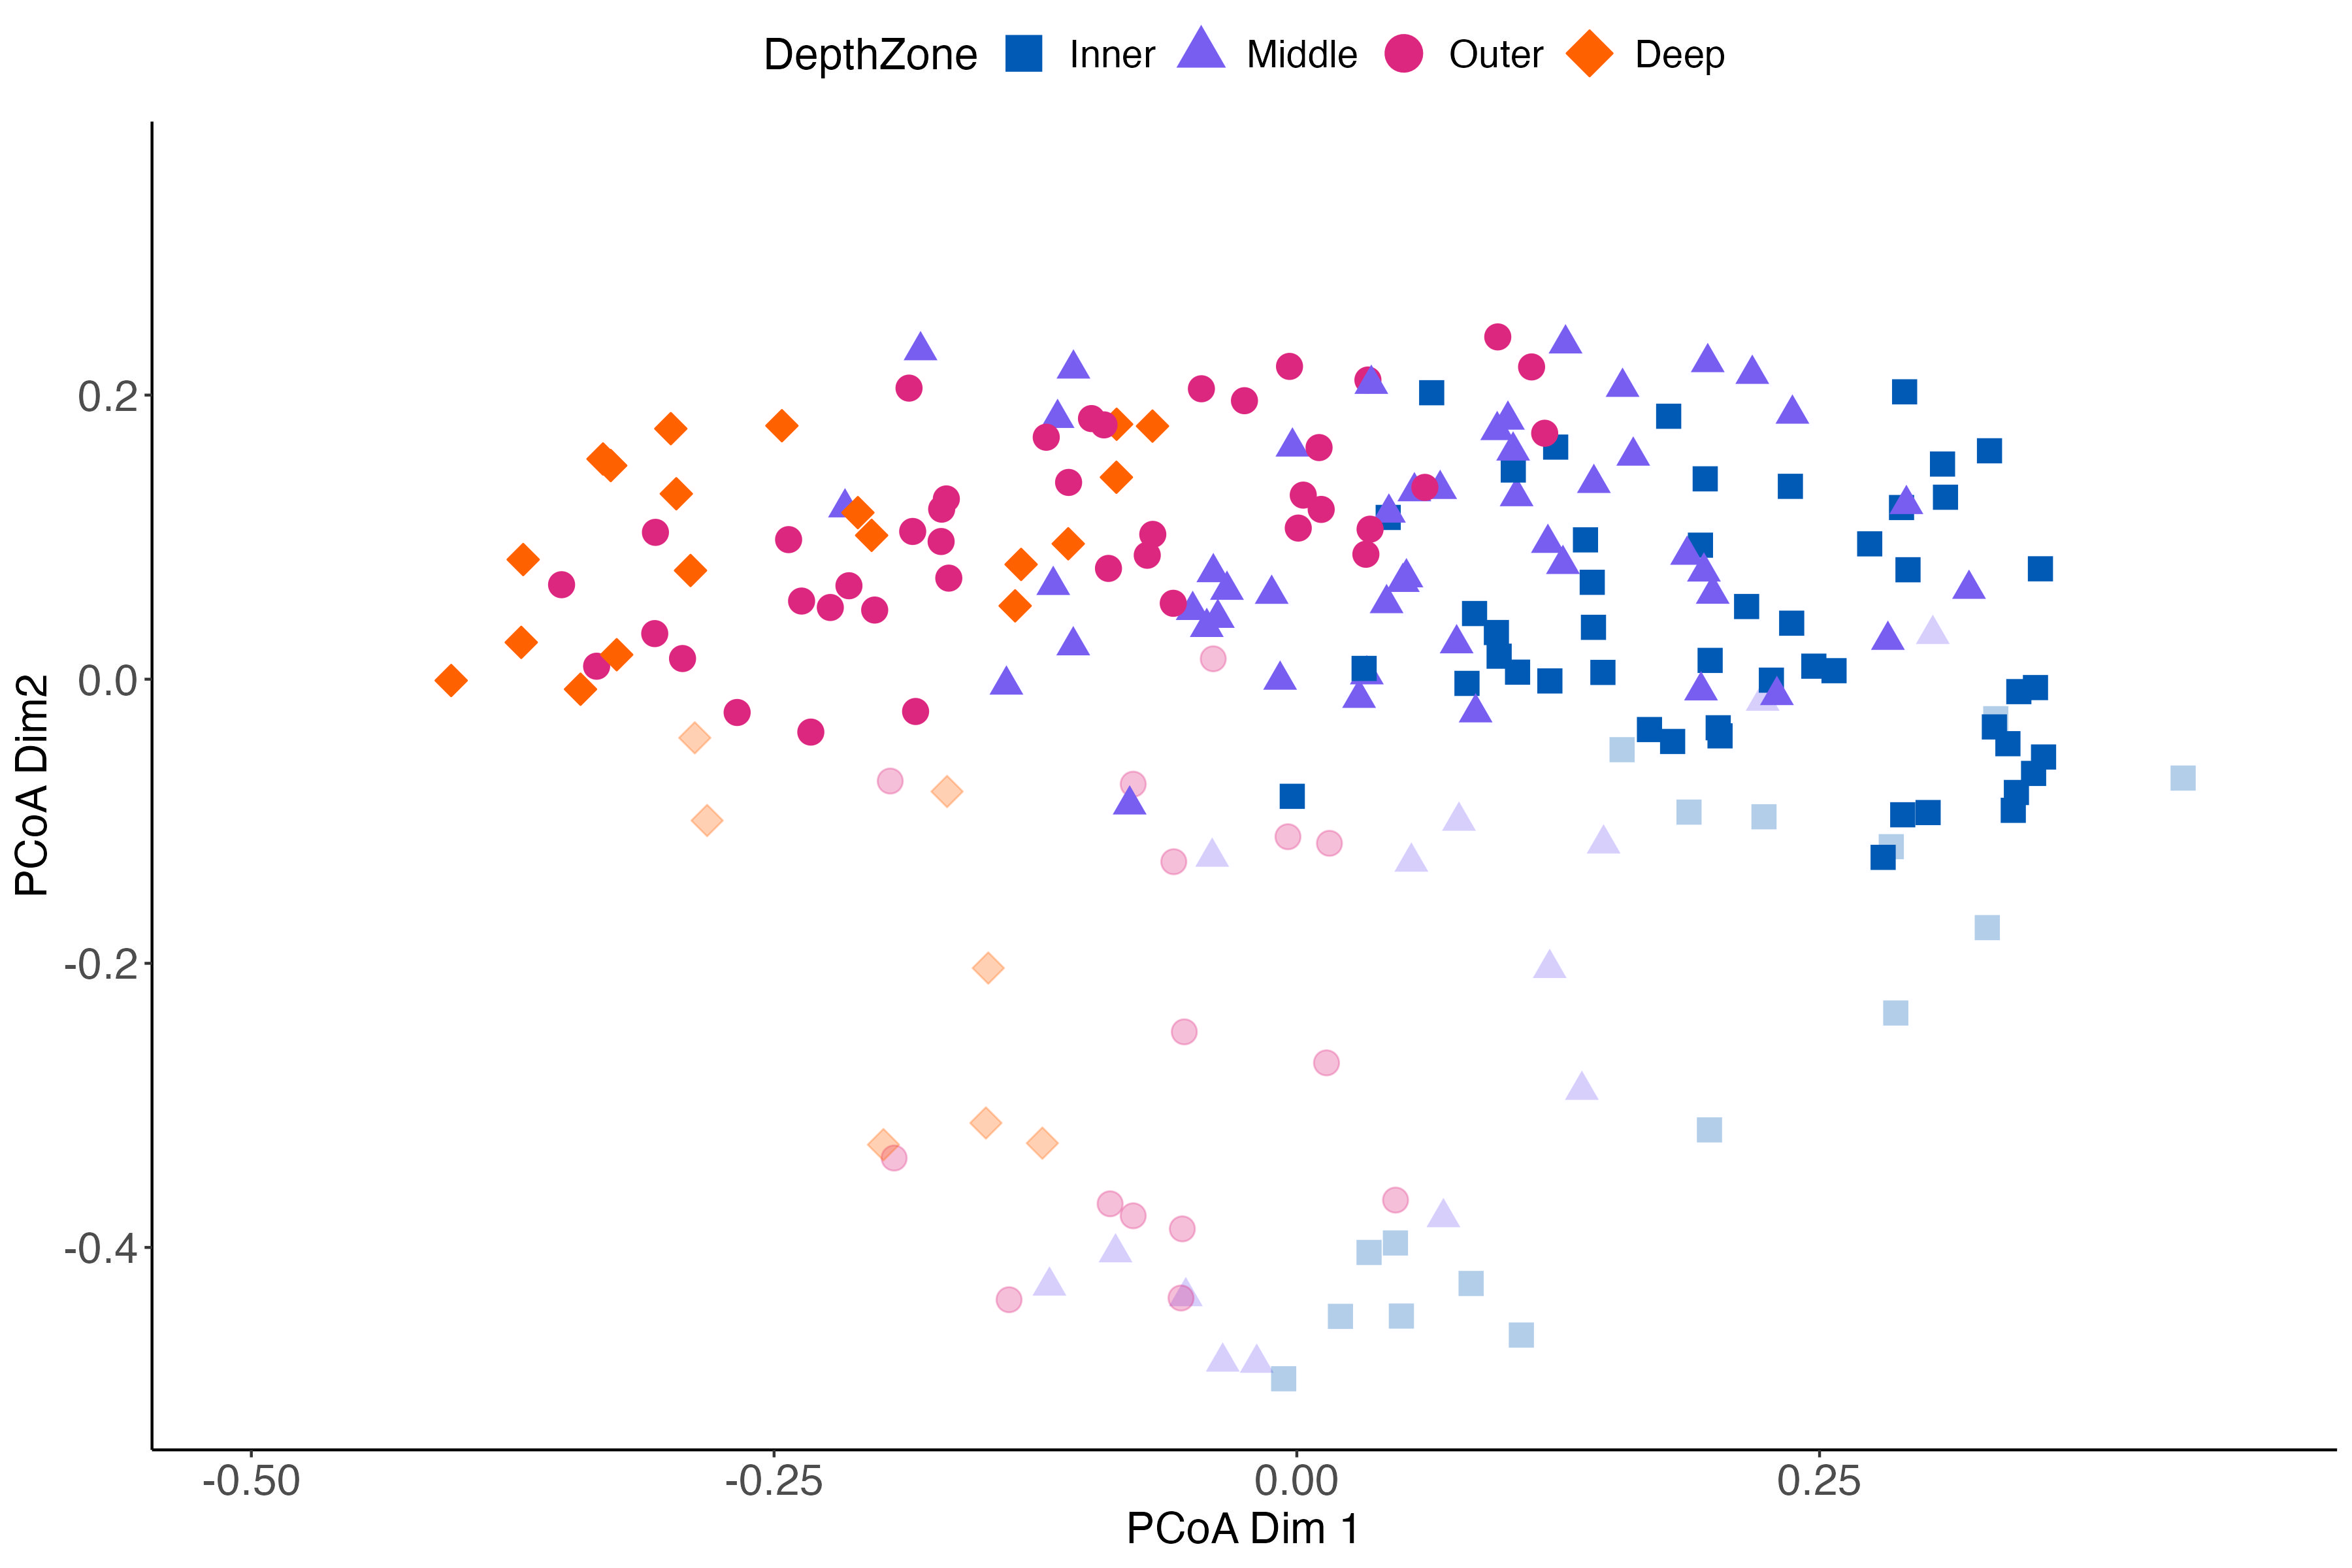 DepthZone Inner Middle Outer Deep
PCoA Dim2
0.2
0.0
-0.2
-0.4
-0.50 -0.25 0.00 0.25
PCoA Dim 1